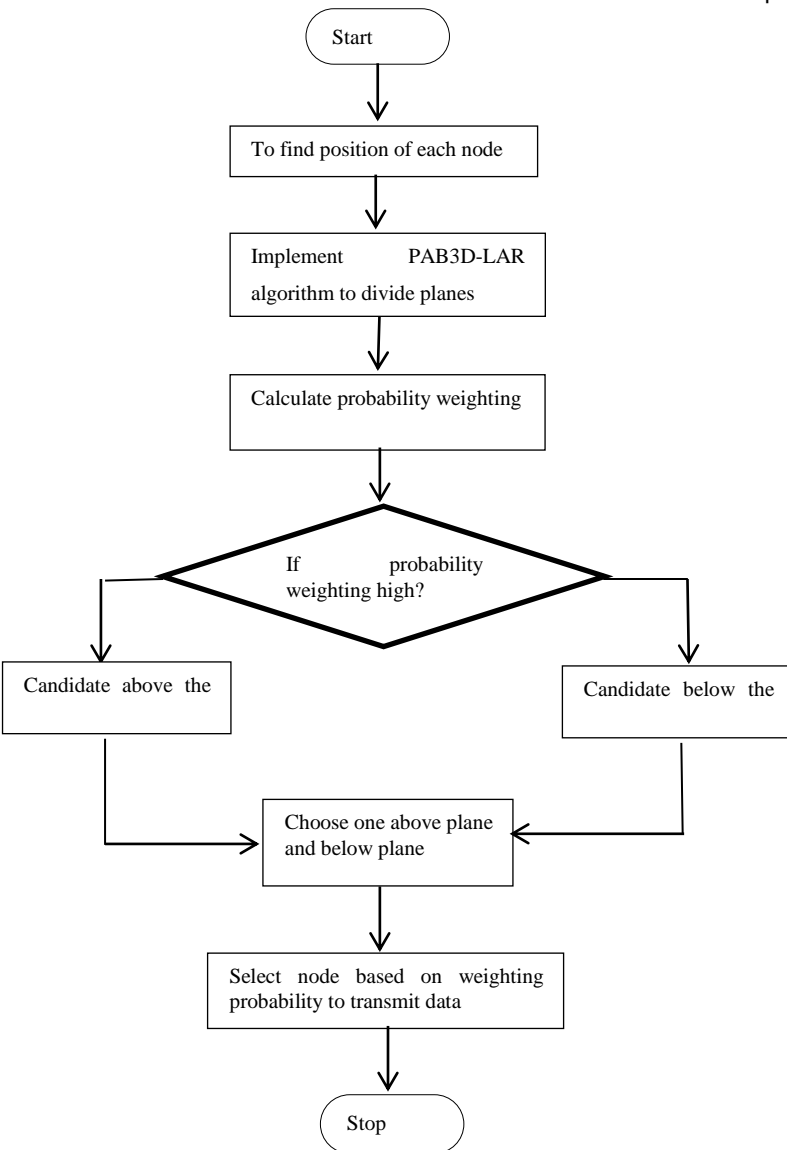 Start
To find position of each node
Implement PAB3D-LAR
algorithm to divide planes
Calculate probability weighting
If probability
weighting high?
Candidate above the
Candidate below the
Choose one above plane
and below plane
Select node based on weighting
probability to transmit data
Stop